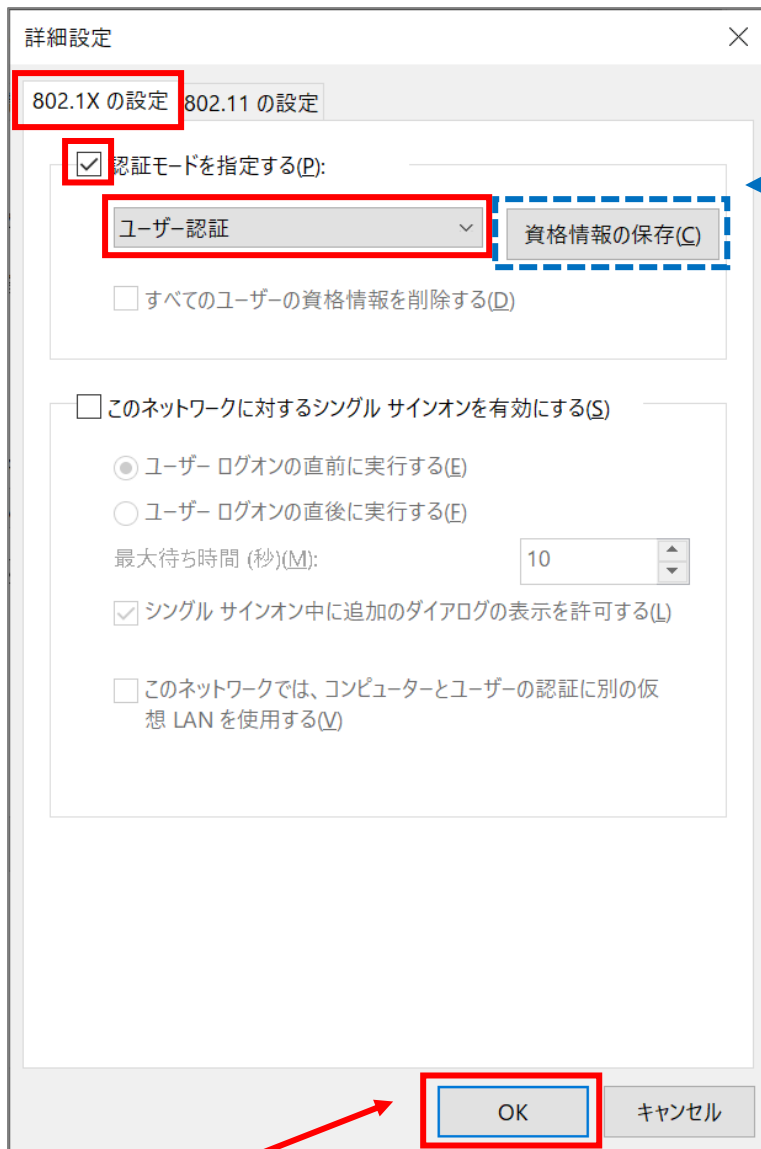 詳細設定
802.1X の設定 802.11 の設定
認証モードを指定する(P):
ユーザー認証 資格情報の保存(C)
すべてのユーザーの資格情報を削除する(D)
このネットワークに対するシングル サインオンを有効にする(S)
ユーザー ログオンの直前に実行する(E)
ユーザー ログオンの直後に実行する(F)
最大待ち時間 (秒)(M): 10
シングル サインオン中に追加のダイアログの表示を許可する(L)
このネットワークでは、コンピューターとユーザーの認証に別の仮
想 LAN を使用する(V)
OK キャンセル